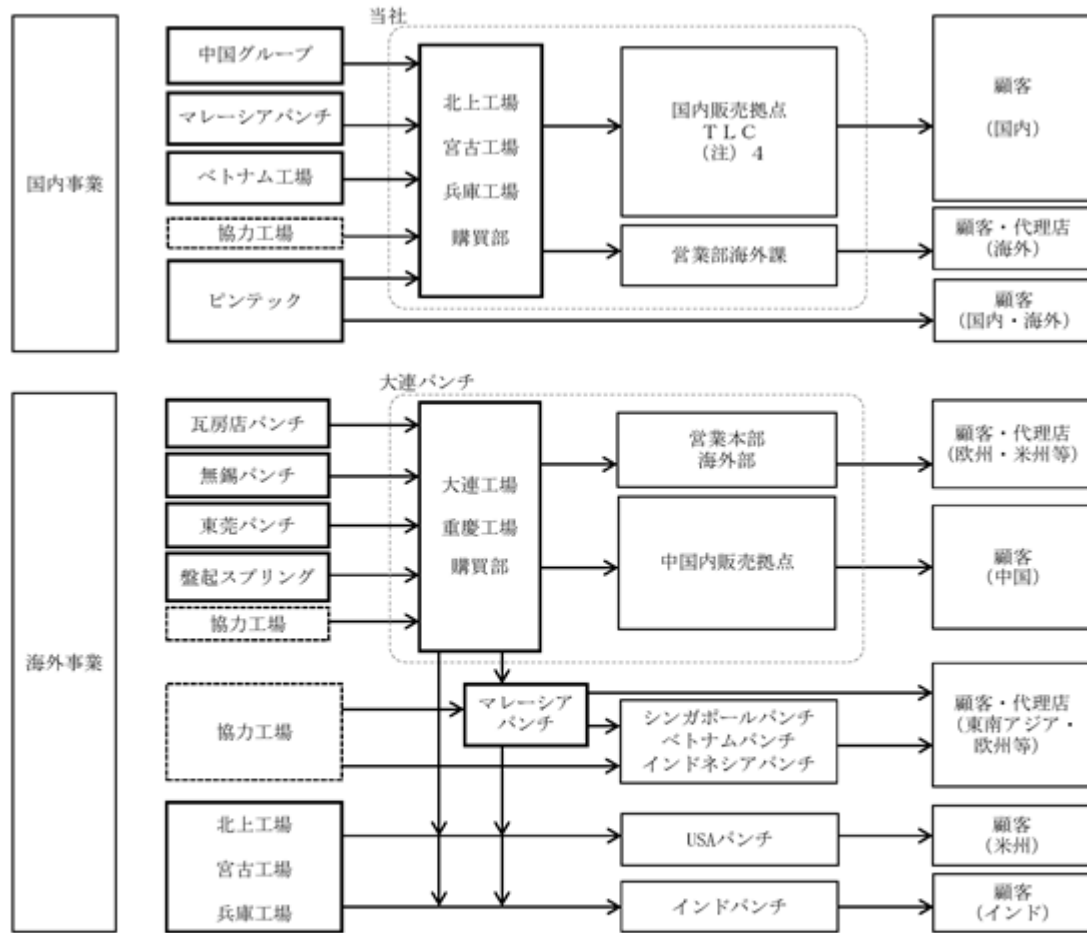 当社
国内事業
中国グループ
マレーシアパンチ
ベトナム工場
協力工場
ピンテック
北上工場
宮古工場
兵庫工場
購買部
国内販売拠点
TLC
(注) 4
営業部海外課
顧客
(国内)
顧客・代理店
(海外)
顧客
(国内・海外)
大連パンチ
海外事業
瓦房店パンチ
無錫パンチ
東莞パンチ
盤起スプリング
協力工場
大連工場
重慶工場
購買部
営業本部
海外部
中国内販売拠点
顧客・代理店
(欧州・米州等)
顧客
(中国)
協力工場
マレーシア
パンチ
シンガポールパンチ
ベトナムパンチ
インドネシアパンチ
顧客・代理店
(東南アジア・
欧州等)
北上工場
宮古工場
兵庫工場
USAパンチ
インドパンチ
顧客
(米州)
顧客
(インド)